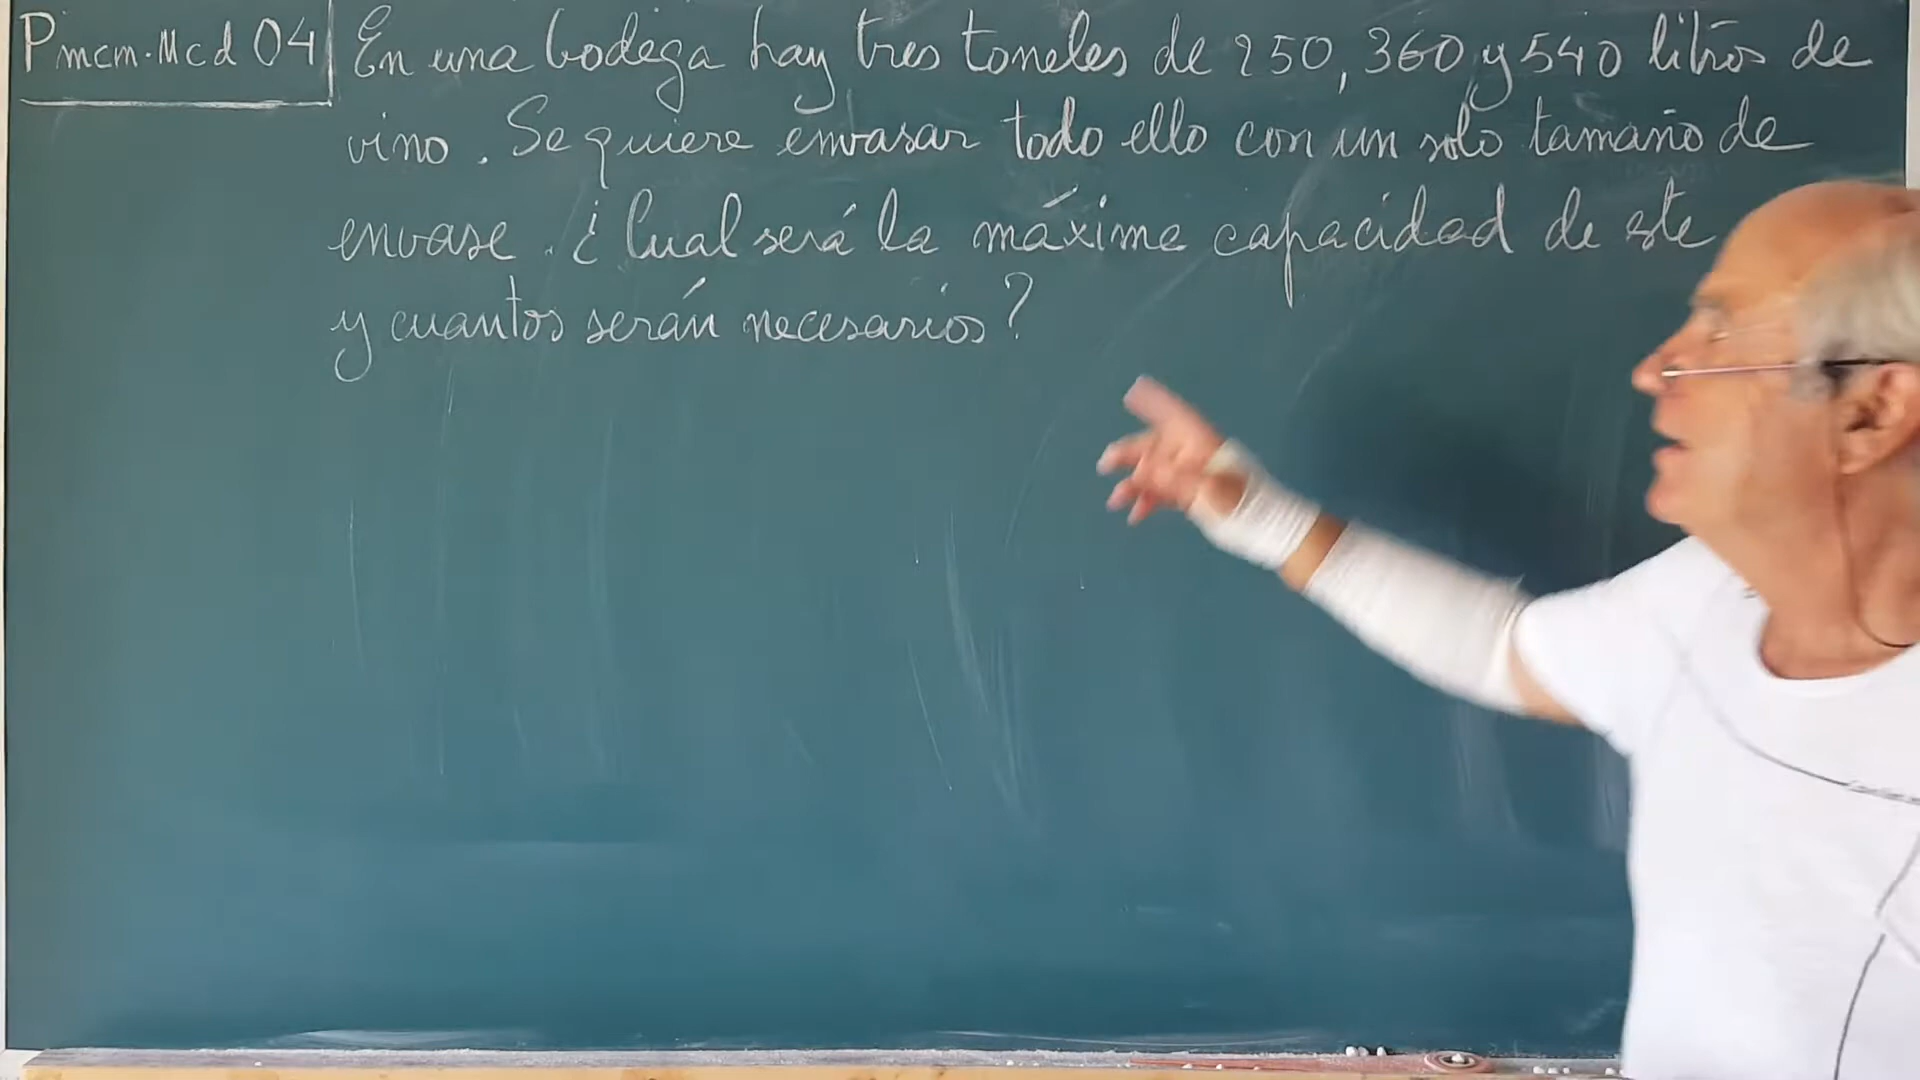 Pmcm.Mcd 04
En una bodega hay tres toneles de 250, 360 y 540 litros de
vino. Se quiere envasar todo ello con un solo tamaño de
envase. ¿Cual será la máxima capacidad de este
y cuantos serán necesarios?